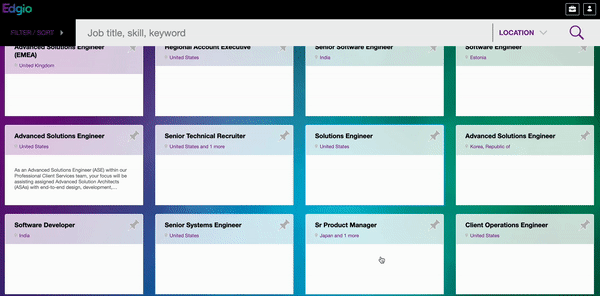 Edgio
FILTER / SORT
Job title, skill, keyword
LOCATION
Advanced Solutions Engineer
(EMEA)
United Kingdom
Regional Account Executive
United States
Senior Software Engineer
India
Software Engineer
Estonia
Advanced Solutions Engineer
United States
As an Advanced Solutions Engineer (ASE) within our
Professional Client Services team, your focus will be
assisting assigned Advanced Solution Architects
(ASAs) with end-to-end design, development,...
Senior Technical Recruiter
United States and 1 more
Solutions Engineer
United States
Advanced Solutions Engineer
Korea, Republic of
Software Developer
India
Senior Systems Engineer
United States
Sr Product Manager
Japan and 1 more
Client Operations Engineer
United States